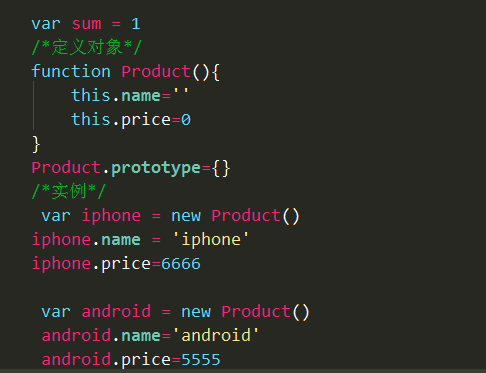 var sum = 1
/*定义对象*/
function Product(){
    this.name=''
    this.price=0
}
Product.prototype={}
/*实例*/
 var iphone = new Product()
iphone.name = 'iphone'
iphone.price=6666

 var android = new Product()
 android.name='android'
 android.price=5555